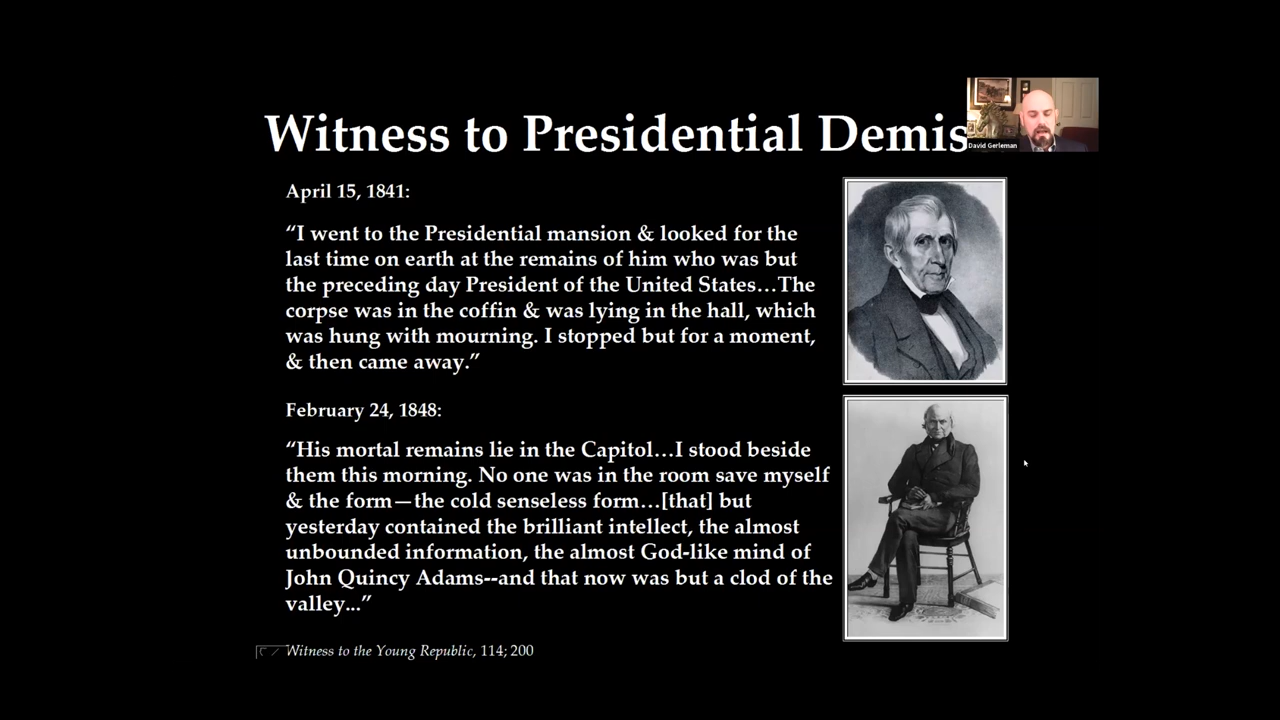 Witness to Presidential Demis
David Gerleman
April 15, 1841:
“I went to the Presidential mansion & looked for the
last time on earth at the remains of him who was but
the preceding day President of the United States…The
corpse was in the coffin & was lying in the hall, which
was hung with mourning. I stopped but for a moment,
& then came away.”
February 24, 1848:
“His mortal remains lie in the Capitol…I stood beside
them this morning. No one was in the room save myself
& the form—the cold senseless form…[that] but
yesterday contained the brilliant intellect, the almost
unbounded information, the almost God-like mind of
John Quincy Adams--and that now was but a clod of the
valley...”
Witness to the Young Republic, 114; 200